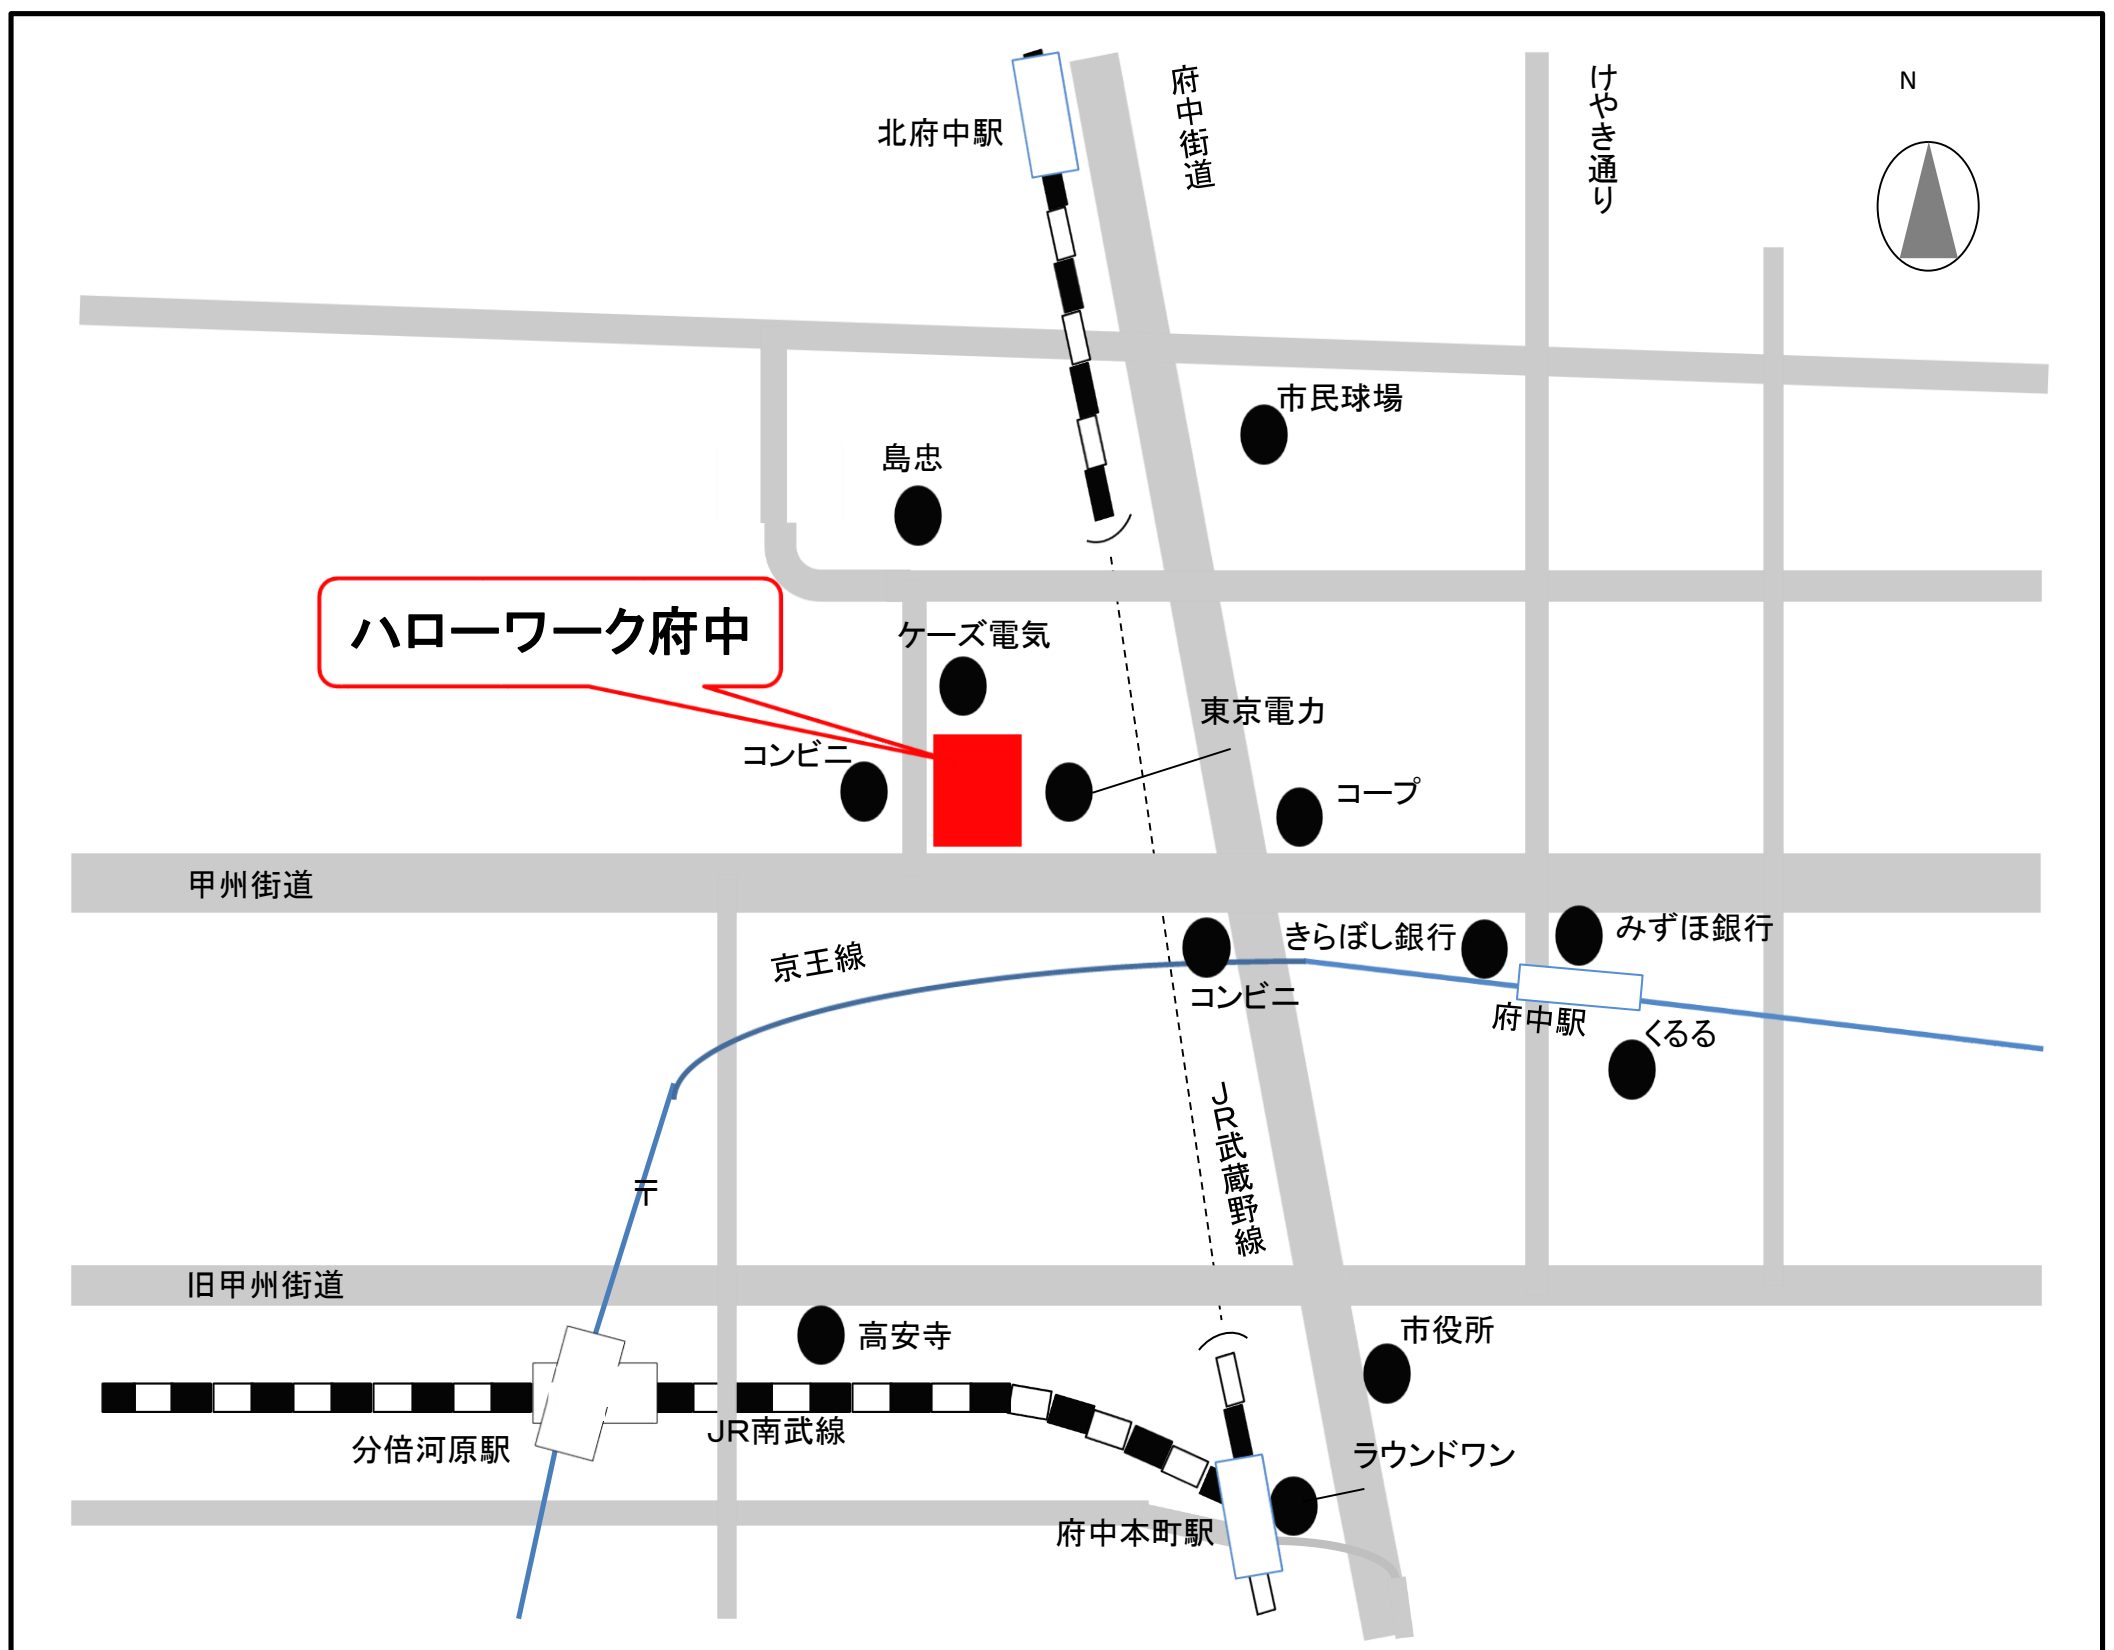 府中街道
けやき通り
N
北府中駅
市民球場
島忠
ハローワーク府中
ケーズ電気
東京電力
コンビニ
コープ
甲州街道
きらぼし銀行
みずほ銀行
京王線
コンビニ
府中駅
くるる
JR武蔵野線
〒
旧甲州街道
高安寺
市役所
JR南武線
分倍河原駅
ラウンドワン
府中本町駅